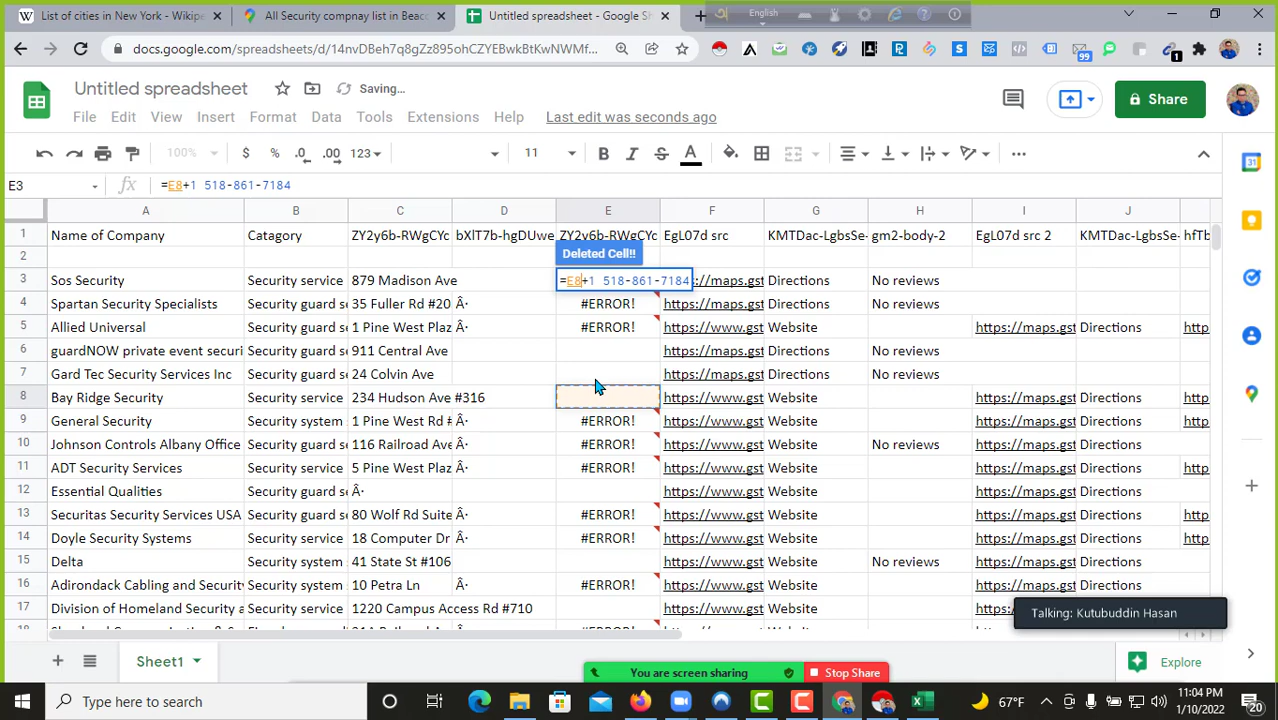 List of cities in New York - Wikipe
All Security compnay list in Beaco
Untitled spreadsheet - Google Sh
English
docs.google.com/spreadsheets/d/14nvDBeh7q8gZz895ohCZYEBwkBtKwNWMf...
99
1
Untitled spreadsheet
Saving...
File Edit View Insert Format Data Tools Extensions Help Last edit was seconds ago
Share
100% $ % .0 .00 123 11 B I S A
E3 fx =E8+1 518-861-7184
A B C D E F G H I J
1 Name of Company Catagory ZY2y6b-RWgCYc bXlT7b-hgDUwe ZY2y6b-RWgCYc EgL07d src KMTDac-LgbsSe- gm2-body-2 EgL07d src 2 KMTDac-LgbsSe- hfTb
2 Deleted Cell!!
3 Sos Security Security service 879 Madison Ave =E8+1 518-861-7184 s://maps.gst Directions No reviews
4 Spartan Security Specialists Security guard s 35 Fuller Rd #20 Â· #ERROR! https://maps.gst Directions No reviews
5 Allied Universal Security guard s 1 Pine West Plaz Â· #ERROR! https://www.gst Website https://maps.gst Directions http
6 guardNOW private event securi Security guard s 911 Central Ave https://maps.gst Directions No reviews
7 Gard Tec Security Services Inc Security guard s 24 Colvin Ave https://maps.gst Directions No reviews
8 Bay Ridge Security Security service 234 Hudson Ave #316 https://www.gst Website https://maps.gst Directions http
9 General Security Security system 1 Pine West Rd # Â· #ERROR! https://www.gst Website https://maps.gst Directions http
10 Johnson Controls Albany Office Security system 116 Railroad Ave Â· #ERROR! https://www.gst Website No reviews https://maps.gst Directions
11 ADT Security Services Security service 5 Pine West Plaz Â· #ERROR! https://www.gst Website https://maps.gst Directions http
12 Essential Qualities Security guard s Â· https://www.gst Website https://maps.gst Directions
13 Securitas Security Services USA Security guard s 80 Wolf Rd Suite Â· #ERROR! https://www.gst Website https://maps.gst Directions http
14 Doyle Security Systems Security system 18 Computer Dr Â· #ERROR! https://www.gst Website https://maps.gst Directions http
15 Delta Security system 41 State St #106 https://www.gst Website No reviews https://maps.gst Directions
16 Adirondack Cabling and Security Security system 10 Petra Ln Â· #ERROR! https://www.gst Website https://maps.gst Directions
17 Division of Homeland Security a Security service 1220 Campus Access Rd #710 https://www.gst Website https:/
Talking: Kutubuddin Hasan
Sheet1
Explore
You are screen sharing Stop Share
Type here to search
67°F
11:04 PM
1/10/2022
20